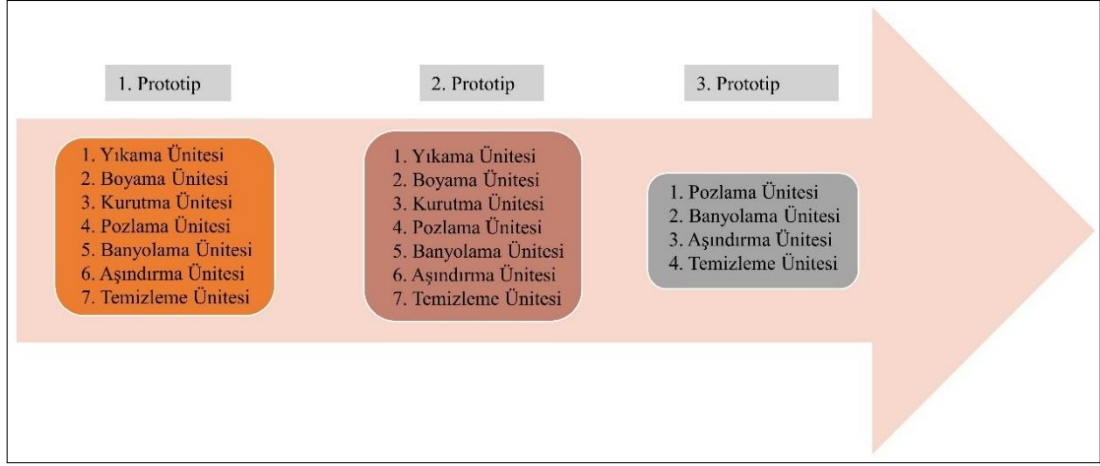 1. Prototip
1. Yıkama Ünitesi
2. Boyama Ünitesi
3. Kurutma Ünitesi
4. Pozlama Ünitesi
5. Banyolama Ünitesi
6. Aşındırma Ünitesi
7. Temizleme Ünitesi
2. Prototip
1. Yıkama Ünitesi
2. Boyama Ünitesi
3. Kurutma Ünitesi
4. Pozlama Ünitesi
5. Banyolama Ünitesi
6. Aşındırma Ünitesi
7. Temizleme Ünitesi
3. Prototip
1. Pozlama Ünitesi
2. Banyolama Ünitesi
3. Aşındırma Ünitesi
4. Temizleme Ünitesi